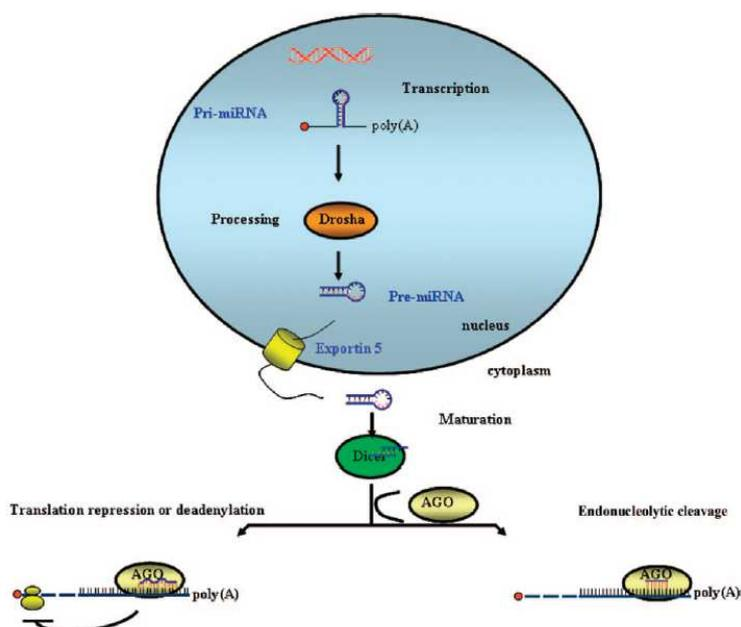 Transcription
Pri-miRNA
poly(A)
Processing
Drosha
Pre-miRNA
nucleus
Exportin 5
cytoplasm
Maturation
Dicer
AGO
Translation repression or deadenylation
Endonucleolytic cleavage
AGO
poly(A)
AGO
poly(A)